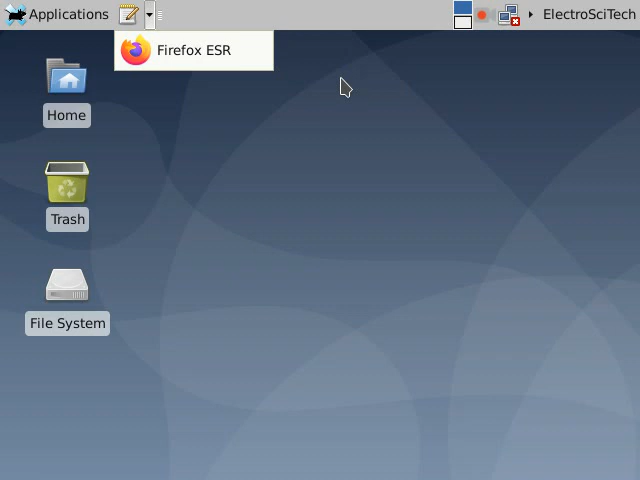 Applications
ElectroSciTech
Firefox ESR
Home
Trash
File System